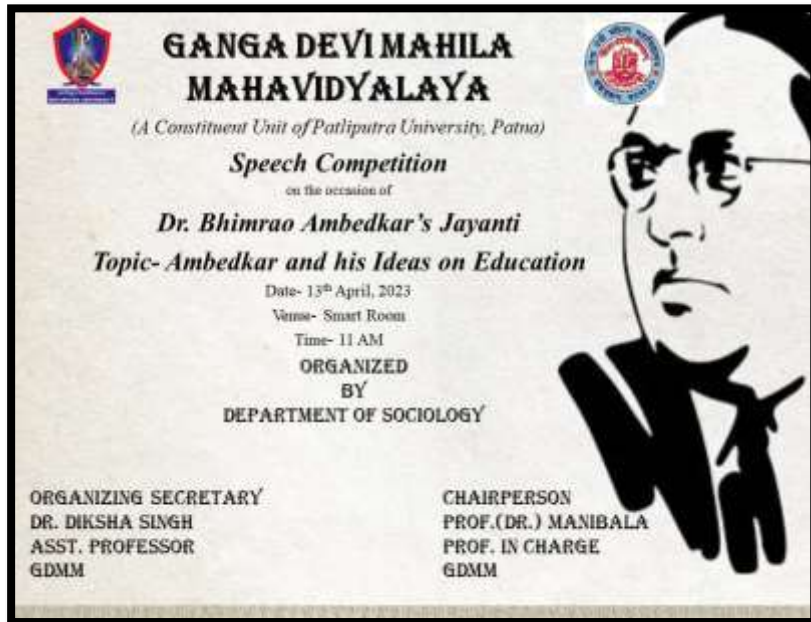 GANGA DEVI MAHILA
MAHAVIDYALAYA
(A Constituent Unit of Patliputra University, Patna)
Speech Competition
on the occasion of
Dr. Bhimrao Ambedkar's Jayanti
Topic- Ambedkar and his Ideas on Education
Date- 13th April, 2023
Venue- Smart Room
Time- 11 AM
ORGANIZED
BY
DEPARTMENT OF SOCIOLOGY
ORGANIZING SECRETARY
DR. DIKSHA SINGH
ASST. PROFESSOR
GDMM
CHAIRPERSON
PROF.(DR.) MANIBALA
PROF. IN CHARGE
GDMM